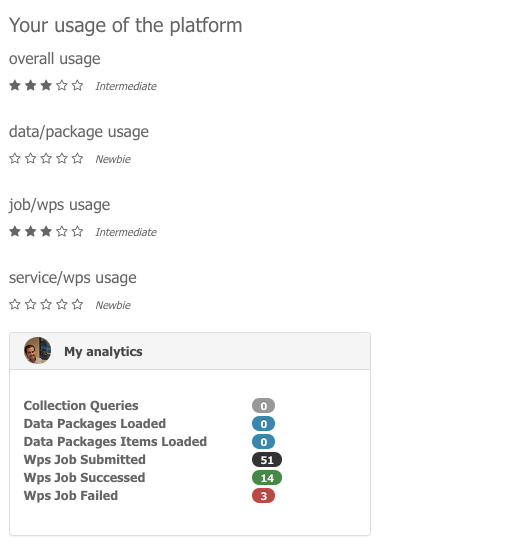 Your usage of the platform
overall usage
Intermediate
data/package usage
Newbie
job/wps usage
Intermediate
service/wps usage
Newbie
My analytics
Collection Queries 0
Data Packages Loaded 0
Data Packages Items Loaded 0
Wps Job Submitted 51
Wps Job Successed 14
Wps Job Failed 3